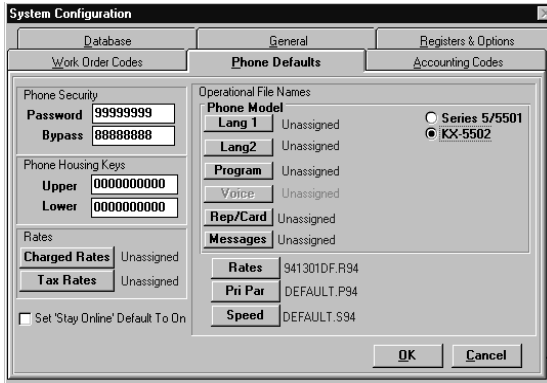 System Configuration
Database
General
Registers & Options
Work Order Codes
Phone Defaults
Accounting Codes
Phone Security
Password 99999999
Bypass 88888888
Phone Housing Keys
Upper 0000000000
Lower 0000000000
Rates
Charged Rates Unassigned
Tax Rates Unassigned
Set 'Stay Online' Default To On
Operational File Names
Phone Model
Lang 1 Unassigned
Lang2 Unassigned
Program Unassigned
Voice Unassigned
Rep/Card Unassigned
Messages Unassigned
Series 5/5501
KX-5502
Rates 941301DF.R94
Pri Par DEFAULT.P94
Speed DEFAULT.S94
OK
Cancel